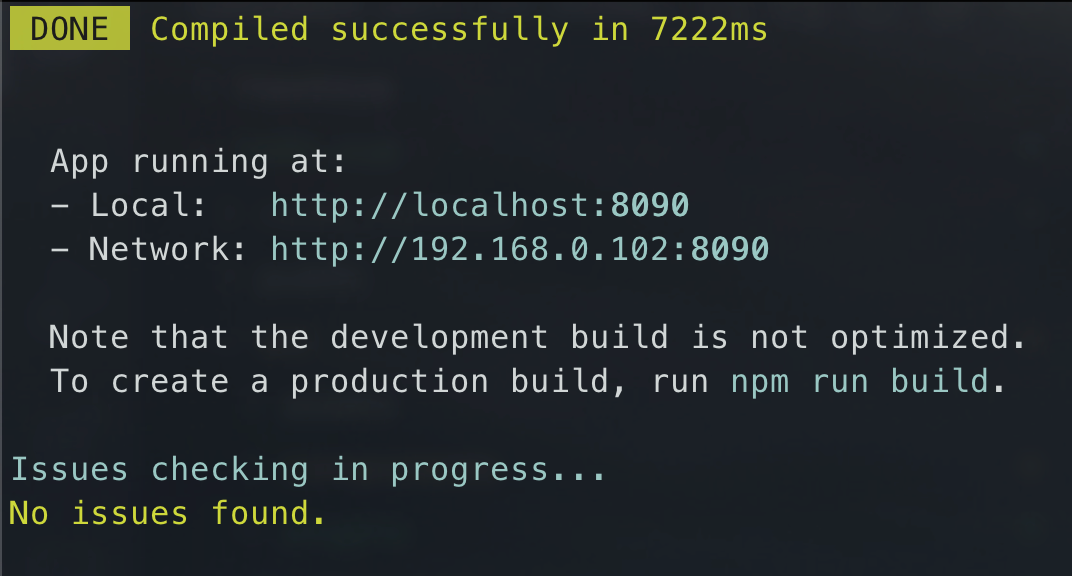 DONE Compiled successfully in 7222ms
App running at:
- Local: http://localhost:8090
- Network: http://192.168.0.102:8090
Note that the development build is not optimized.
To create a production build, run npm run build.
Issues checking in progress...
No issues found.